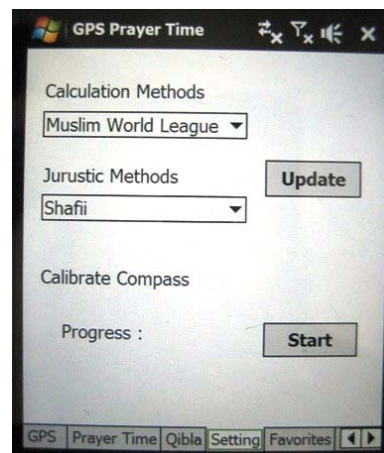 GPS Prayer Time
Calculation Methods
Muslim World League
Jurustic Methods
Update
Shafii
Calibrate Compass
Progress :
Start
GPS Prayer Time Qibla Setting Favorites